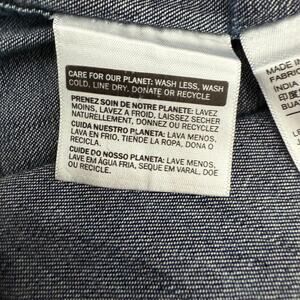 CARE FOR OUR PLANET: WASH LESS, WASH
COLD, LINE DRY, DONATE OR RECYCLE
PRENEZ SOIN DE NOTRE PLANETE: LAVEZ
MOINS, LAVEZ À FROID, LAISSEZ SÉCHER
NATURELLEMENT, DONNEZ OU RECYCLEZ
CUIDA NUESTRO PLANETA: LAVA MENOS,
LAVA EN FRIO, TIENDE LA ROPA, DONA O
RECICLA.
CUIDE DO NOSSO PLANETA: LAVE MENOS,
LAVE EM ÁGUA FRIA, SEQUE EM VARAL, DOE
OU RECICLE.
MADE IN
FABRIC
INDIA